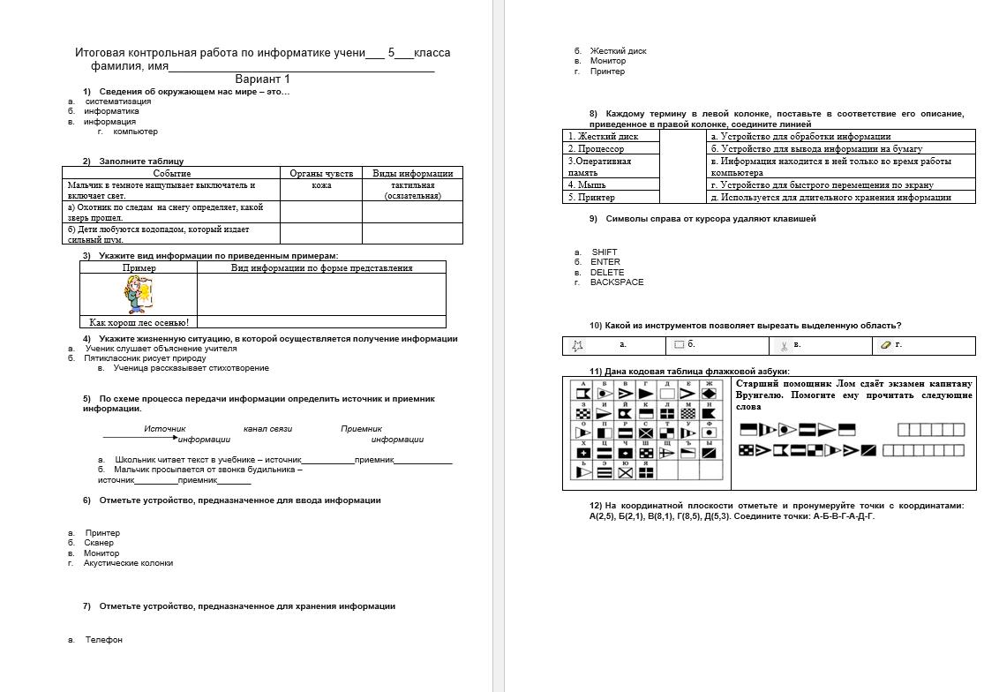 Итоговая контрольная работа по информатике учени___ 5___класса
фамилия, имя___________________________________________
Вариант 1
1) Сведения об окружающем нас мире – это…
а. систематизация
б. информатика
в. информация
г. компьютер
2) Заполните таблицу
Событие Органы чувств Виды информации
Мальчик в темноте нащупывает выключатель и кожа тактильная
включает свет. (осязательная)
а) Охотник по следам на снегу определяет, какой
зверь прошел.
б) Дети любуются водопадом, который издает
сильный шум.
3) Укажите вид информации по приведенным примерам:
Пример Вид информации по форме представления
Как хорош лес осенью!
4) Укажите жизненную ситуацию, в которой осуществляется получение информации
а. Ученик слушает объяснение учителя
б. Пятиклассник рисует природу
в. Ученица рассказывает стихотворение
5) По схеме процесса передачи информации определить источник и приемник
информации.
Источник канал связи Приемник
информации информации
а. Школьник читает текст в учебнике – источник____________приемник_____________
б. Мальчик просыпается от звонка будильника –
источник__________приемник________
6) Отметьте устройство, предназначенное для ввода информации
а. Принтер
б. Сканер
в. Монитор
г. Акустические колонки
7) Отметьте устройство, предназначенное для хранения информации
а. Телефон
б. Жесткий диск
в. Монитор
г. Принтер
8) Каждому термину в левой колонке, поставьте в соответствие его описание,
приведенное в правой колонке, соедините линией
1. Жесткий диск а. Устройство для обработки информации
2. Процессор б. Устройство для вывода информации на бумагу
3.Оперативная в. Информация находится в ней только во время работы
память компьютера
4. Мышь г. Устройство для быстрого перемещения по экрану
5. Принтер д. Используется для длительного хранения информации
9) Символы справа от курсора удаляют клавишей
а. SHIFT
б. ENTER
в. DELETE
г. BACKSPACE
10) Какой из инструментов позволяет вырезать выделенную область?
а. б. в. г.
11) Дана кодовая таблица флажковой азбуки:
А Б В Г Д Е Ж
З И Й К Л М Н
О П Р С Т У Ф
Х Ц Ч Ш Щ Ъ Ы
Ь Э Ю Я
Старший помощник Лом сдаёт экзамен капитану
Врунгелю. Помогите ему прочитать следующие
слова
12) На координатной плоскости отметьте и пронумеруйте точки с координатами:
А(2,5), Б(2,1), В(8,1), Г(8,5), Д(5,3). Соедините точки: А-Б-В-Г-А-Д-Г.